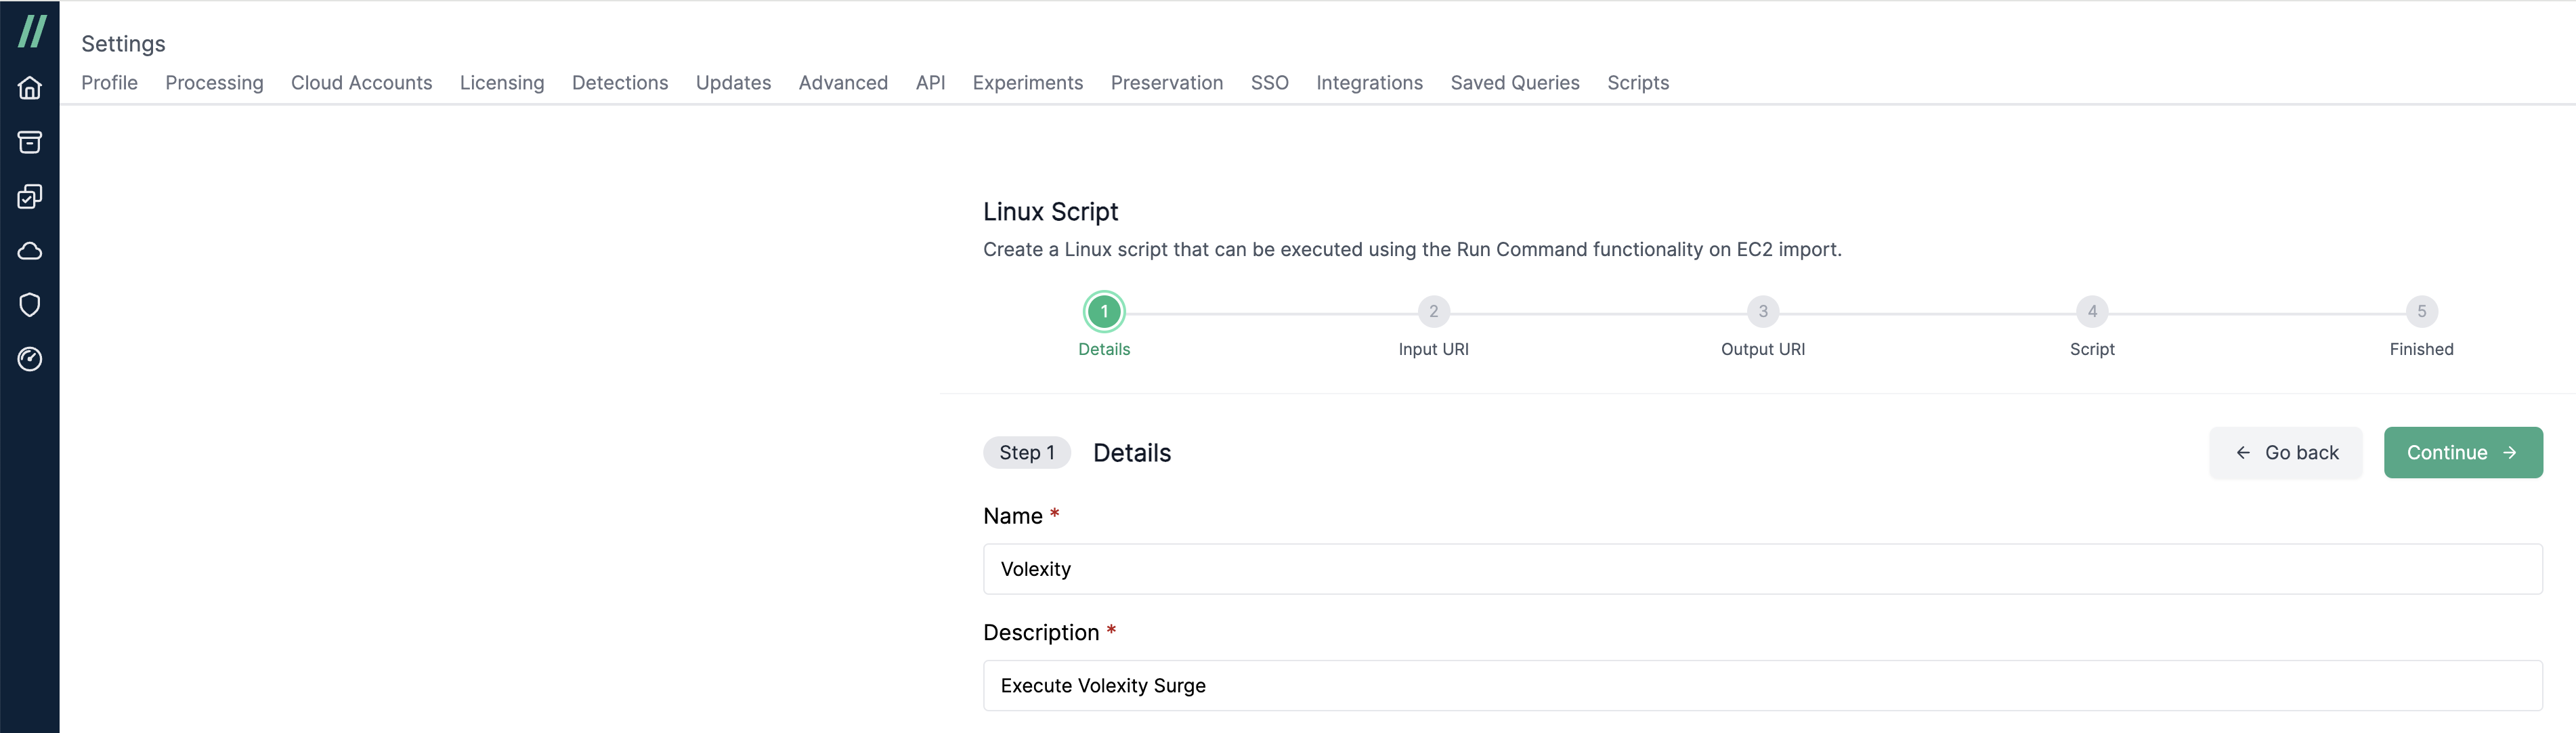 Settings
Profile Processing Cloud Accounts Licensing Detections Updates Advanced API Experiments Preservation SSO Integrations Saved Queries Scripts
Linux Script
Create a Linux script that can be executed using the Run Command functionality on EC2 import.
1 2 3 4 5
Details Input URI Output URI Script Finished
Step 1 Details Go back Continue
Name *
Volexity
Description *
Execute Volexity Surge